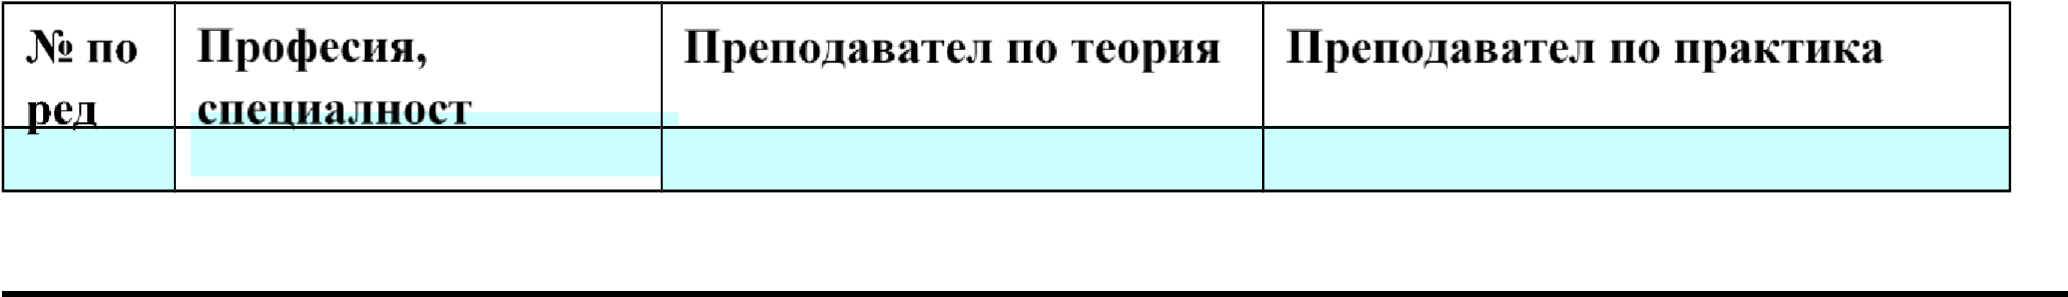 № по ред
Професия, специалност
Преподавател по теория
Преподавател по практика